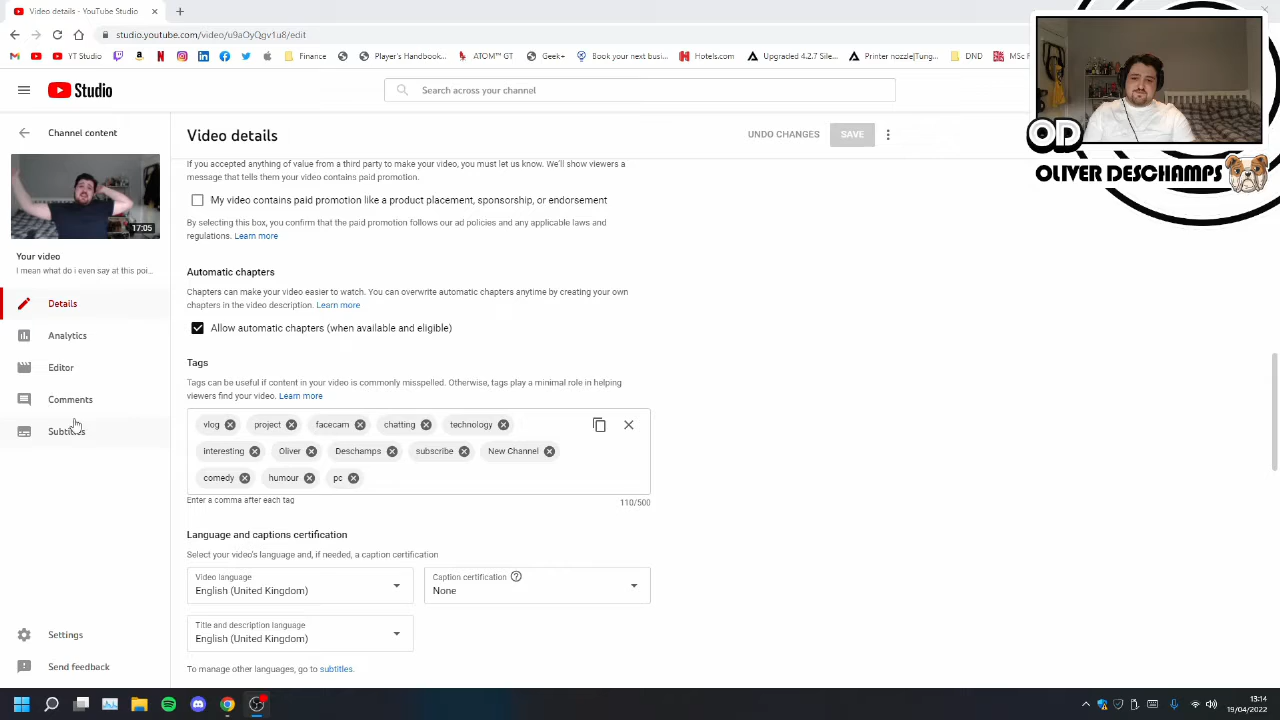 Video details - YouTube Studio
studio.youtube.com/video/u9aOyQgv1u8/edit
YT Studio
Finance
Player's Handbook...
ATOM™ GT
Geek+
Book your next busi...
Hotels.com
Upgraded 4.2.2 Sile...
Printer nozzle|Tung...
DND
MSc F
Studio
Search across your channel
Channel content
Video details
UNDO CHANGES
SAVE
OD
OLIVER DESCHAMPS
17:05
Your video
I mean what do i even say at this poi...
Details
Analytics
Editor
Comments
Subtitles
Settings
Send feedback
If you accepted anything of value from a third party to make your video, you must let us know. We'll show viewers a
message that tells them your video contains paid promotion.
My video contains paid promotion like a product placement, sponsorship, or endorsement
By selecting this box, you confirm that the paid promotion follows our ad policies and any applicable laws and
regulations. Learn more
Automatic chapters
Chapters can make your video easier to watch. You can overwrite automatic chapters anytime by creating your own
chapters in the video description. Learn more
Allow automatic chapters (when available and eligible)
Tags
Tags can be useful if content in your video is commonly misspelled. Otherwise, tags play a minimal role in helping
viewers find your video. Learn more
vlog project facecam chatting technology
interesting Oliver Deschamps subscribe New Channel
comedy humour pc
Enter a comma after each tag
110/500
Language and captions certification
Select your video's language and, if needed, a caption certification
Video language
English (United Kingdom)
Caption certification
None
Title and description language
English (United Kingdom)
To manage other languages, go to subtitles.
13:14
19/04/2022